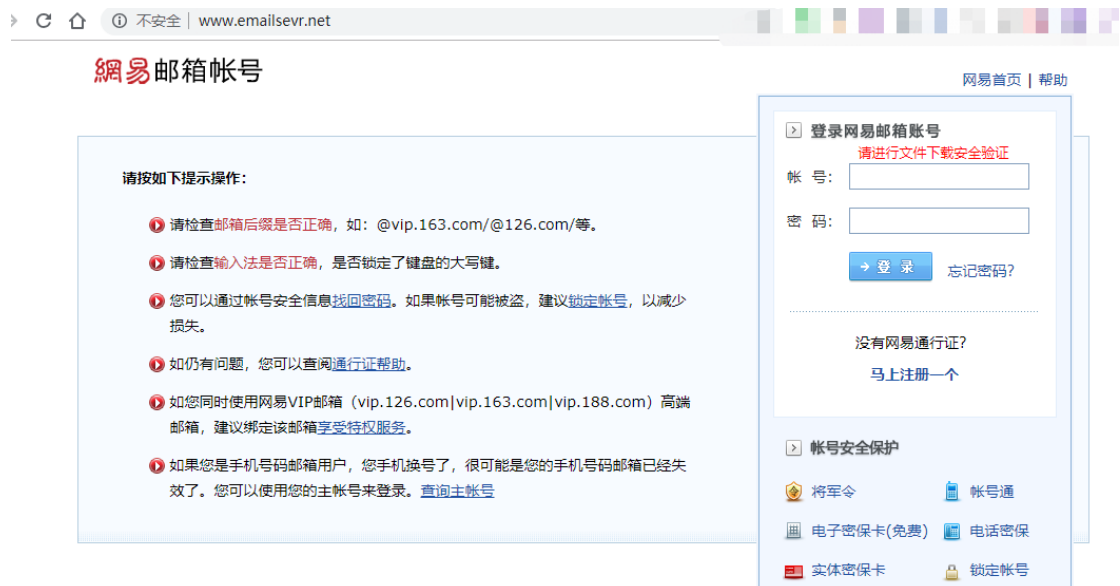 不安全 www.emailsevr.net
網易邮箱帐号
网易首页 | 帮助
请按如下提示操作：
请检查邮箱后缀是否正确，如：@vip.163.com/@126.com/等。
请检查输入法是否正确，是否锁定了键盘的大写键。
您可以通过帐号安全信息找回密码。如果帐号可能被盗，建议锁定帐号，以减少
损失。
如仍有问题，您可以查阅通行证帮助。
如您同时使用网易VIP邮箱（vip.126.com|vip.163.com|vip.188.com）高端
邮箱，建议绑定该邮箱享受特权服务。
如果您是手机号码邮箱用户，您手机换号了，很可能是您的手机号码邮箱已经失
效了。您可以使用您的主帐号来登录。查询主帐号
登录网易邮箱账号
请进行文件下载安全验证
帐 号：
密 码：
登 录 忘记密码?
没有网易通行证?
马上注册一个
帐号安全保护
将军令 帐号通
电子密保卡(免费) 电话密保
实体密保卡 锁定帐号